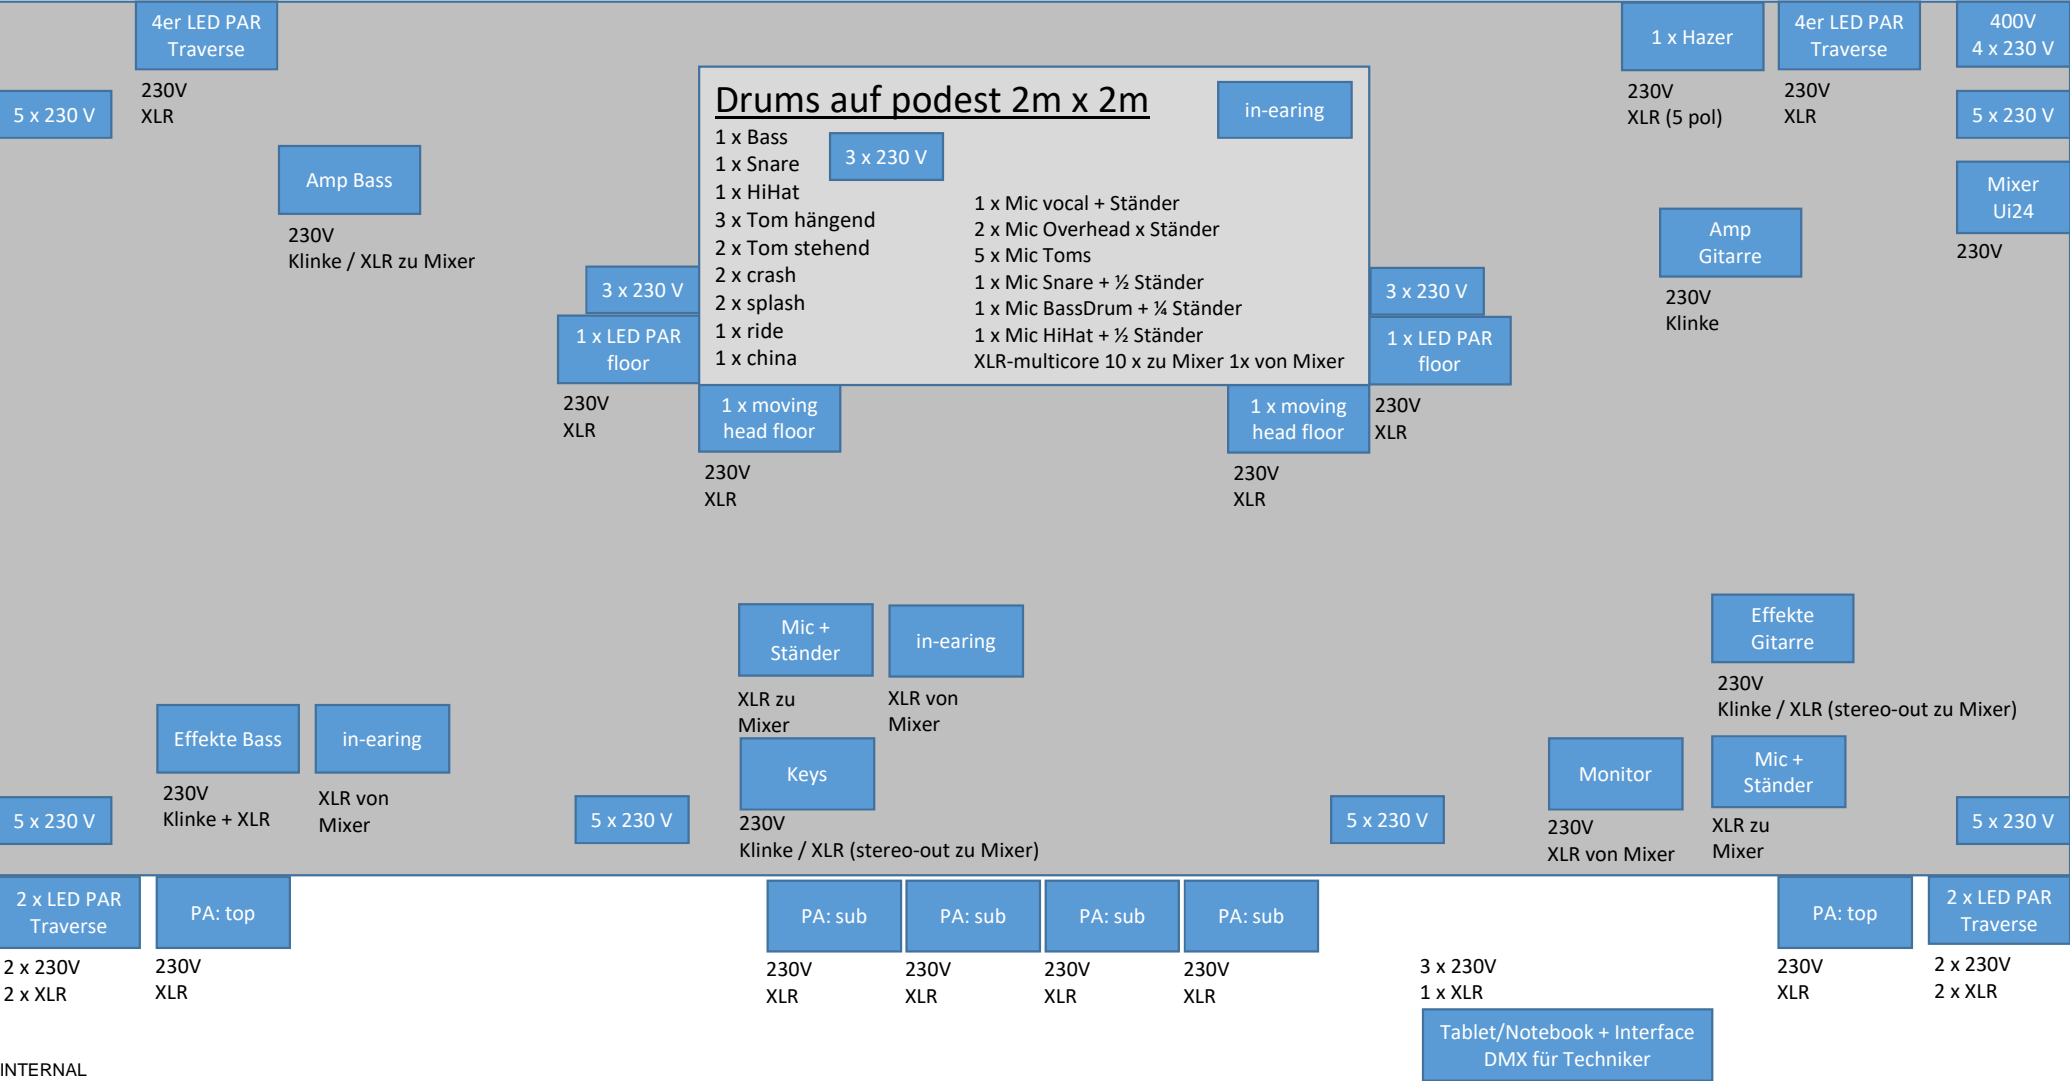 4er LED PAR
Traverse
230V
XLR
5 x 230 V
Amp Bass
230V
Klinke / XLR zu Mixer
Drums auf podest 2m x 2m
in-earing
1 x Bass
1 x Snare
1 x HiHat
3 x Tom hängend
2 x Tom stehend
2 x crash
2 x splash
1 x ride
1 x china
3 x 230 V
1 x Mic vocal + Ständer
2 x Mic Overhead x Ständer
5 x Mic Toms
1 x Mic Snare + ½ Ständer
1 x Mic BassDrum + ¼ Ständer
1 x Mic HiHat + ½ Ständer
XLR-multicore 10 x zu Mixer 1x von Mixer
3 x 230 V
1 x LED PAR
floor
230V
XLR
1 x moving
head floor
230V
XLR
1 x moving
head floor
230V
XLR
3 x 230 V
1 x LED PAR
floor
230V
XLR
1 x Hazer
230V
XLR (5 pol)
4er LED PAR
Traverse
230V
XLR
400V
4 x 230 V
5 x 230 V
Mixer
Ui24
230V
Amp
Gitarre
230V
Klinke
Mic +
Ständer
XLR zu
Mixer
in-earing
XLR von
Mixer
Effekte
Gitarre
230V
Klinke / XLR (stereo-out zu Mixer)
Effekte Bass
230V
Klinke + XLR
in-earing
XLR von
Mixer
Keys
230V
Klinke / XLR (stereo-out zu Mixer)
Monitor
230V
XLR von Mixer
Mic +
Ständer
XLR zu
Mixer
5 x 230 V
5 x 230 V
5 x 230 V
5 x 230 V
2 x LED PAR
Traverse
2 x 230V
2 x XLR
PA: top
230V
XLR
PA: sub
230V
XLR
PA: sub
230V
XLR
PA: sub
230V
XLR
PA: sub
230V
XLR
3 x 230V
1 x XLR
Tablet/Notebook + Interface
DMX für Techniker
PA: top
230V
XLR
2 x LED PAR
Traverse
2 x 230V
2 x XLR
INTERNAL